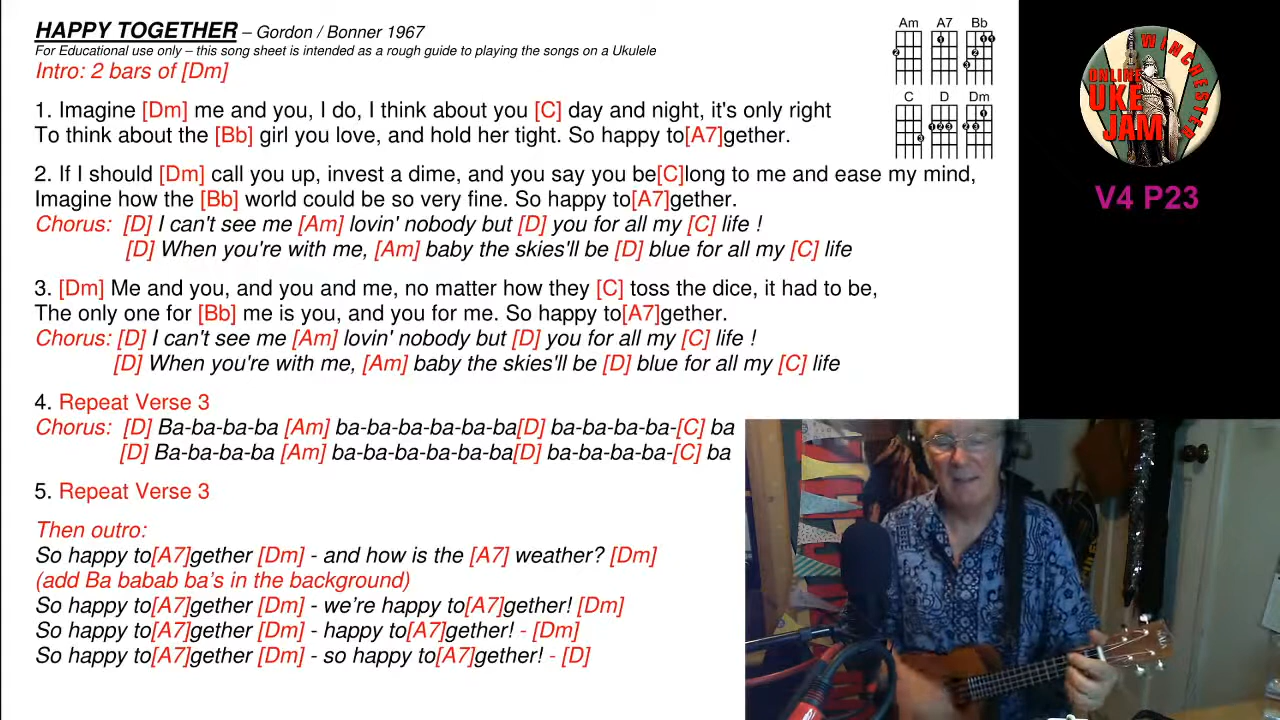 HAPPY TOGETHER – Gordon / Bonner 1967
For Educational use only – this song sheet is intended as a rough guide to playing the songs on a Ukulele
Intro: 2 bars of [Dm]
1. Imagine [Dm] me and you, I do, I think about you [C] day and night, it's only right
To think about the [Bb] girl you love, and hold her tight. So happy to[A7]gether.
2. If I should [Dm] call you up, invest a dime, and you say you be[C]long to me and ease my mind,
Imagine how the [Bb] world could be so very fine. So happy to[A7]gether.
Chorus: [D] I can't see me [Am] lovin' nobody but [D] you for all my [C] life !
[D] When you're with me, [Am] baby the skies'll be [D] blue for all my [C] life
3. [Dm] Me and you, and you and me, no matter how they [C] toss the dice, it had to be,
The only one for [Bb] me is you, and you for me. So happy to[A7]gether.
Chorus: [D] I can't see me [Am] lovin' nobody but [D] you for all my [C] life !
[D] When you're with me, [Am] baby the skies'll be [D] blue for all my [C] life
4. Repeat Verse 3
Chorus: [D] Ba-ba-ba-ba [Am] ba-ba-ba-ba-ba-ba[D] ba-ba-ba-ba-[C] ba
[D] Ba-ba-ba-ba [Am] ba-ba-ba-ba-ba-ba[D] ba-ba-ba-ba-[C] ba
5. Repeat Verse 3
Then outro:
So happy to[A7]gether [Dm] - and how is the [A7] weather? [Dm]
(add Ba babab ba's in the background)
So happy to[A7]gether [Dm] - we're happy to[A7]gether! [Dm]
So happy to[A7]gether [Dm] - happy to[A7]gether! - [Dm]
So happy to[A7]gether [Dm] - so happy to[A7]gether! - [D]
Am A7 Bb
C D Dm
WINCHESTER
ONLINE
UKE
JAM
V4 P23